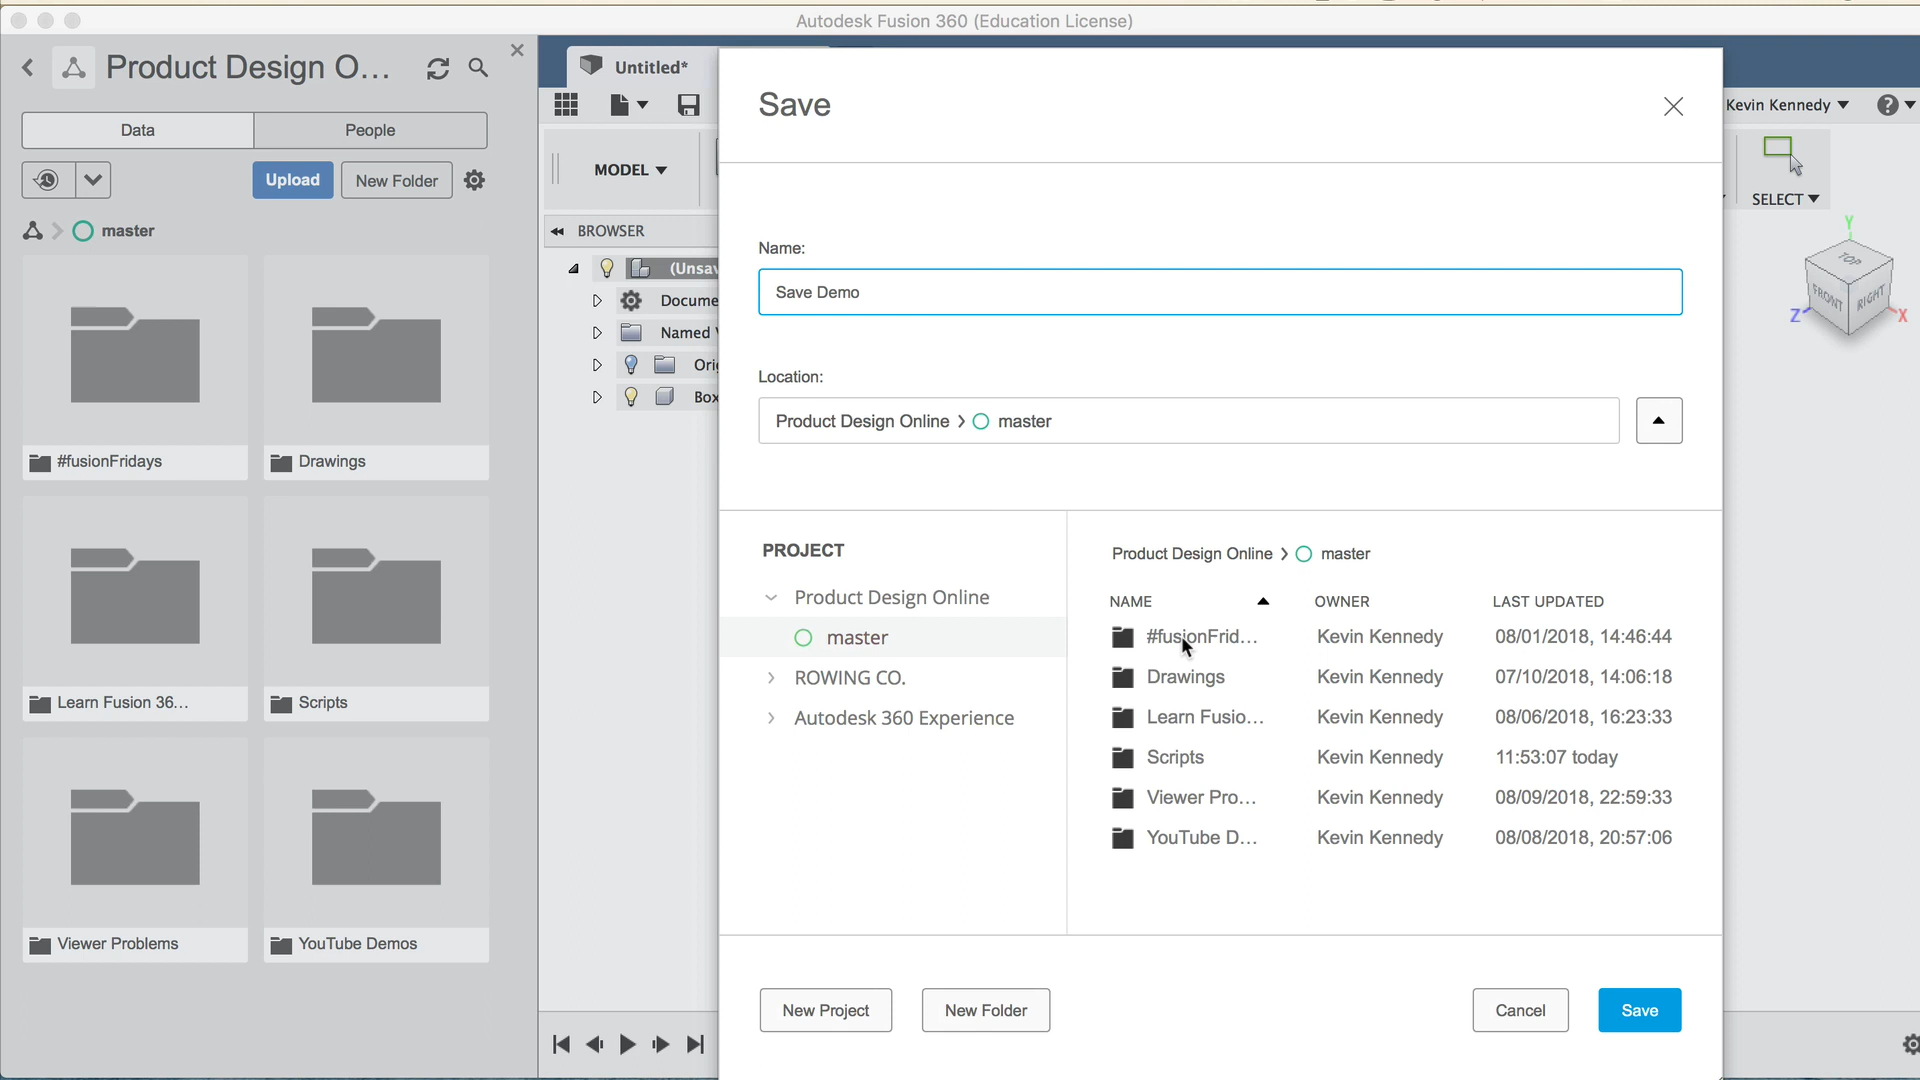 Autodesk Fusion 360 (Education License)
Product Design O...
Data
People
Upload
New Folder
master
#fusionFridays
Drawings
Learn Fusion 36...
Scripts
Viewer Problems
YouTube Demos
Untitled*
MODEL
BROWSER
(Unsav
Docume
Named V
Orig
Box
Save
Name:
Save Demo
Location:
Product Design Online > master
PROJECT
Product Design Online
master
ROWING CO.
Autodesk 360 Experience
Product Design Online > master
NAME OWNER LAST UPDATED
#fusionFrid... Kevin Kennedy 08/01/2018, 14:46:44
Drawings Kevin Kennedy 07/10/2018, 14:06:18
Learn Fusio... Kevin Kennedy 08/06/2018, 16:23:33
Scripts Kevin Kennedy 11:53:07 today
Viewer Pro... Kevin Kennedy 08/09/2018, 22:59:33
YouTube D... Kevin Kennedy 08/08/2018, 20:57:06
New Project
New Folder
Cancel
Save
Kevin Kennedy
SELECT
Y
TOP
FRONT
RIGHT
Z
X